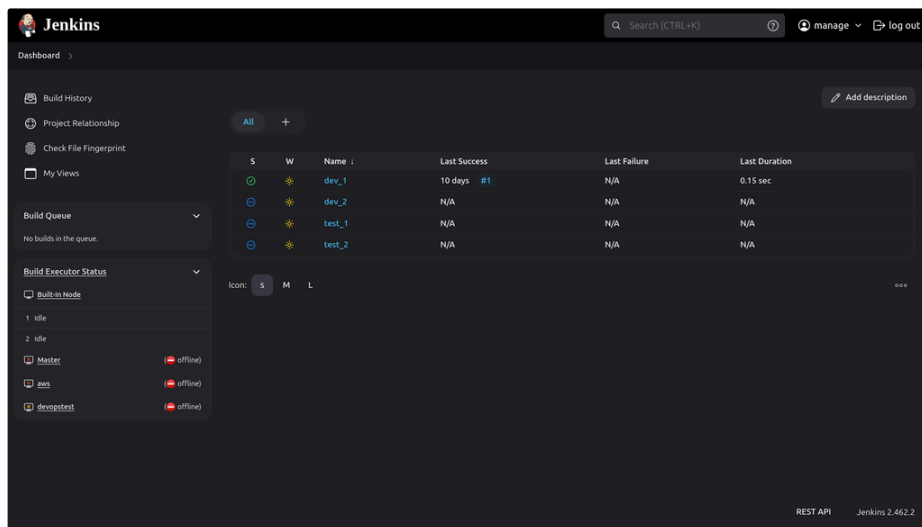 Jenkins
Search (CTRL+K)
manage
log out
Dashboard
Build History
Project Relationship
Check File Fingerprint
My Views
Build Queue
No builds in the queue.
Build Executor Status
Built-In Node
1 Idle
2 Idle
Master (offline)
aws (offline)
devopstest (offline)
Add description
All +
S W Name ↓ Last Success Last Failure Last Duration
dev_1 10 days #1 N/A 0.15 sec
dev_2 N/A N/A N/A
test_1 N/A N/A N/A
test_2 N/A N/A N/A
Icon: S M L
REST API Jenkins 2.462.2